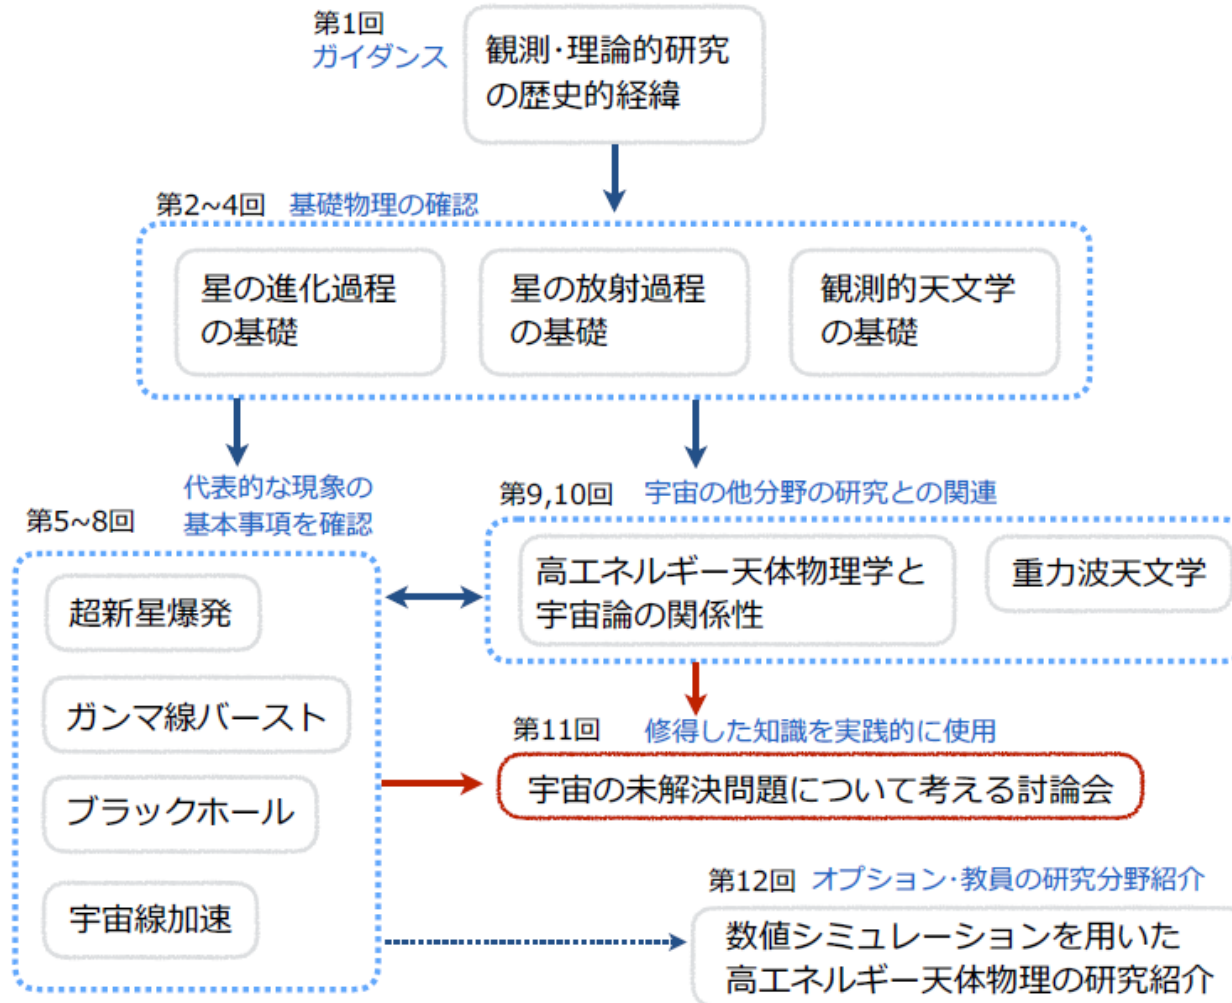 第1回
ガイダンス
観測・理論的研究
の歴史的経緯
第2~4回 基礎物理の確認
星の進化過程
の基礎
星の放射過程
の基礎
観測的天文学
の基礎
代表的な現象の
基本事項を確認
第5~8回
超新星爆発
ガンマ線バースト
ブラックホール
宇宙線加速
第9,10回 宇宙の他分野の研究との関連
高エネルギー天体物理学と
宇宙論の関係性
重力波天文学
第11回 修得した知識を実践的に使用
宇宙の未解決問題について考える討論会
第12回 オプション・教員の研究分野紹介
数値シミュレーションを用いた
高エネルギー天体物理の研究紹介